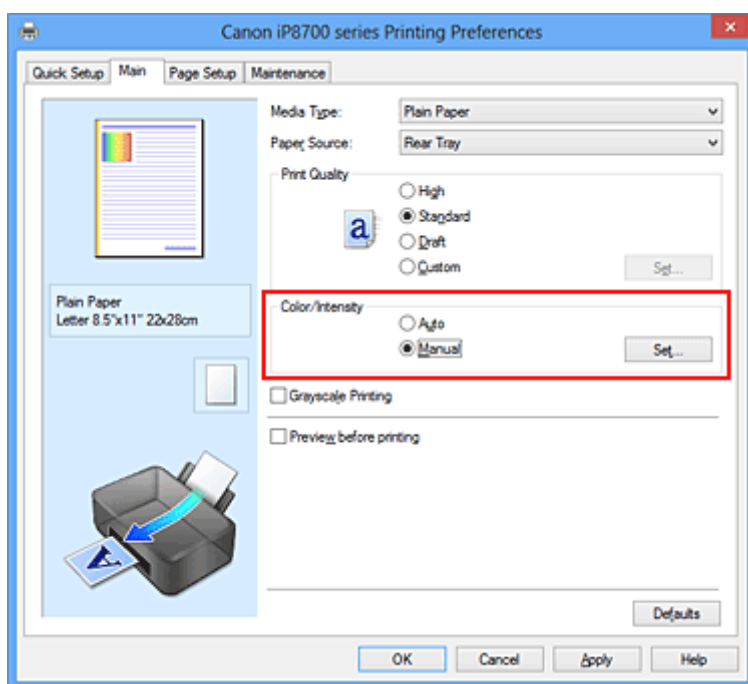 Canon iP8700 series Printing Preferences
Quick Setup Main Page Setup Maintenance
Media Type: Plain Paper
Paper Source: Rear Tray
Print Quality
High
a Standard
Draft
Custom Set...
Plain Paper
Letter 8.5"x11" 22x28cm
Color/Intensity
Auto
Manual Set...
Grayscale Printing
Preview before printing
A
Defaults
OK Cancel Apply Help